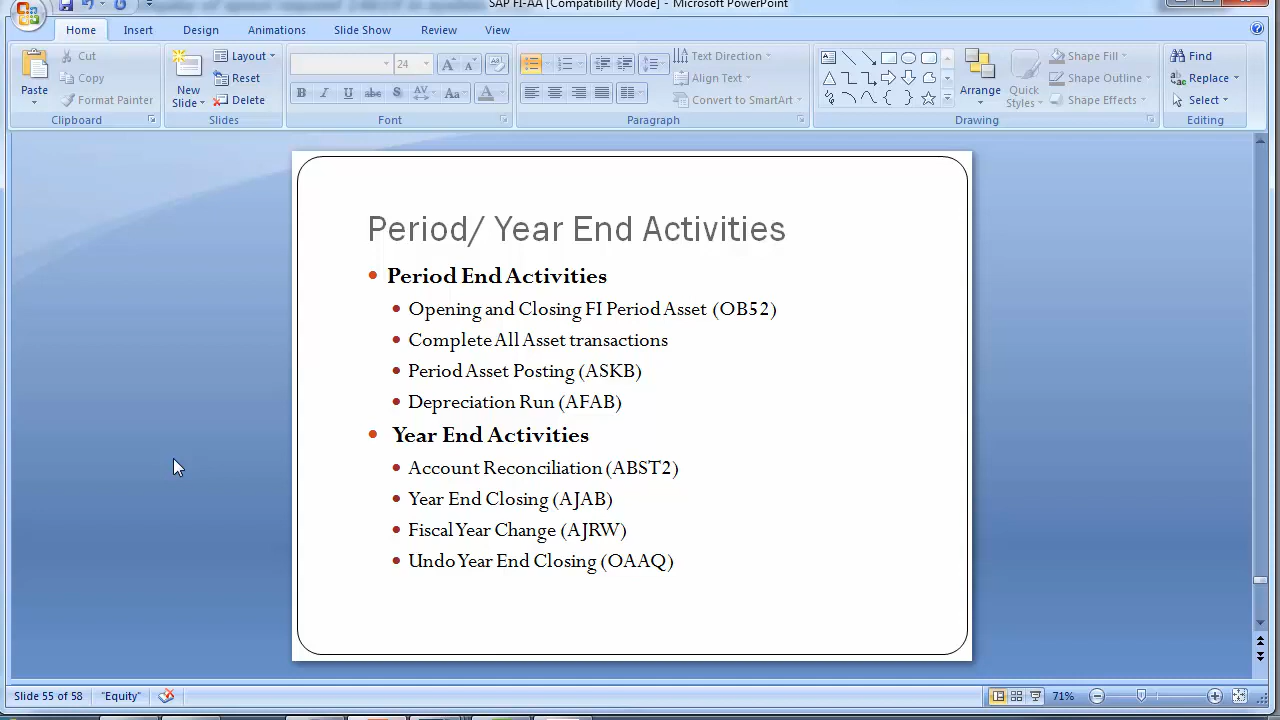 SAP FI-AA [Compatibility Mode] - Microsoft PowerPoint
Home Insert Design Animations Slide Show Review View
Paste
Cut
Copy
Format Painter
Clipboard
New
Slide
Layout
Reset
Delete
Slides
24
B I U abc S AV Aa A
Font
Text Direction
Align Text
Convert to SmartArt
Paragraph
Arrange
Quick
Styles
Shape Fill
Shape Outline
Shape Effects
Drawing
Find
Replace
Select
Editing
Period/ Year End Activities
Period End Activities
Opening and Closing FI Period Asset (OB52)
Complete All Asset transactions
Period Asset Posting (ASKB)
Depreciation Run (AFAB)
Year End Activities
Account Reconciliation (ABST2)
Year End Closing (AJAB)
Fiscal Year Change (AJRW)
Undo Year End Closing (OAAQ)
Slide 55 of 58 "Equity" 71%